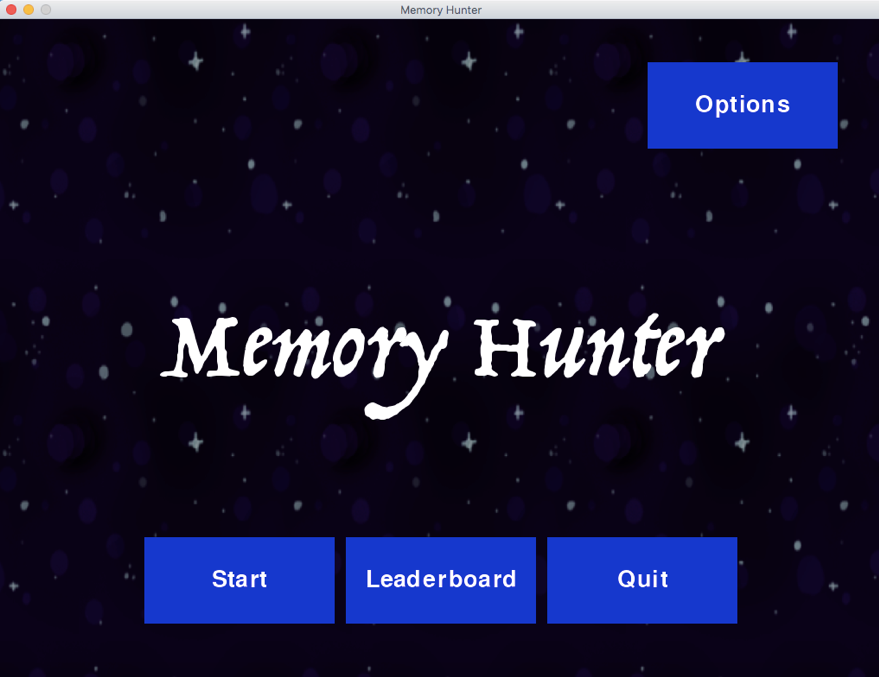 Memory Hunter
Options
Memory Hunter
Start
Leaderboard
Quit